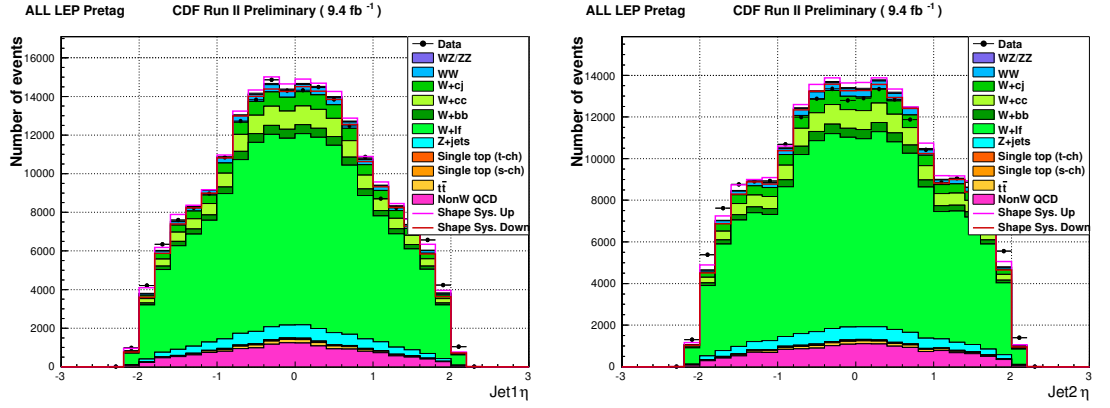 ALL LEP Pretag CDF Run II Preliminary ( 9.4 fb -1 )
Number of events
16000
14000
12000
10000
8000
6000
4000
2000
0
-3 -2 -1 0 1 2 3
Jet1 η
Data
WZ/ZZ
WW
W+cj
W+cc
W+bb
W+lf
Z+jets
Single top (t-ch)
Single top (s-ch)
tt̄
NonW QCD
Shape Sys. Up
Shape Sys. Down
ALL LEP Pretag CDF Run II Preliminary ( 9.4 fb -1 )
Number of events
14000
12000
10000
8000
6000
4000
2000
0
-3 -2 -1 0 1 2 3
Jet2 η
Data
WZ/ZZ
WW
W+cj
W+cc
W+bb
W+lf
Z+jets
Single top (t-ch)
Single top (s-ch)
tt̄
NonW QCD
Shape Sys. Up
Shape Sys. Down